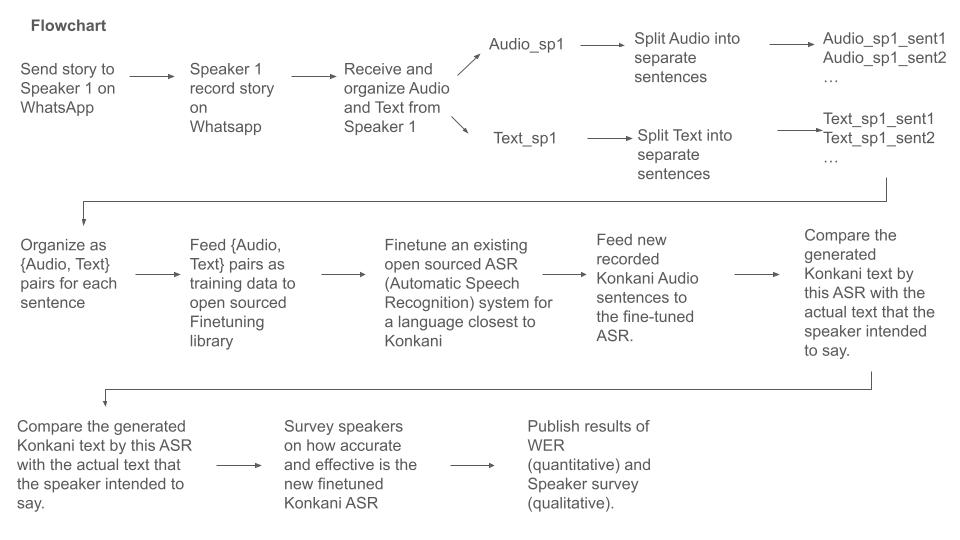 Flowchart
Send story to
Speaker 1 on
WhatsApp
Speaker 1
record story
on
Whatsapp
Receive and
organize Audio
and Text from
Speaker 1
Audio_sp1
Split Audio into
separate
sentences
Audio_sp1_sent1
Audio_sp1_sent2
…
Text_sp1
Split Text into
separate
sentences
Text_sp1_sent1
Text_sp1_sent2
…
Organize as
{Audio, Text}
pairs for each
sentence
Feed {Audio,
Text} pairs as
training data to
open sourced
Finetuning
library
Finetune an existing
open sourced ASR
(Automatic Speech
Recognition) system for
a language closest to
Konkani
Feed new
recorded
Konkani Audio
sentences to
the fine-tuned
ASR.
Compare the
generated
Konkani text by
this ASR with the
actual text that the
speaker intended
to say.
Compare the generated
Konkani text by this ASR
with the actual text that
the speaker intended to
say.
Survey speakers
on how accurate
and effective is the
new finetuned
Konkani ASR
Publish results of
WER
(quantitative) and
Speaker survey
(qualitative).